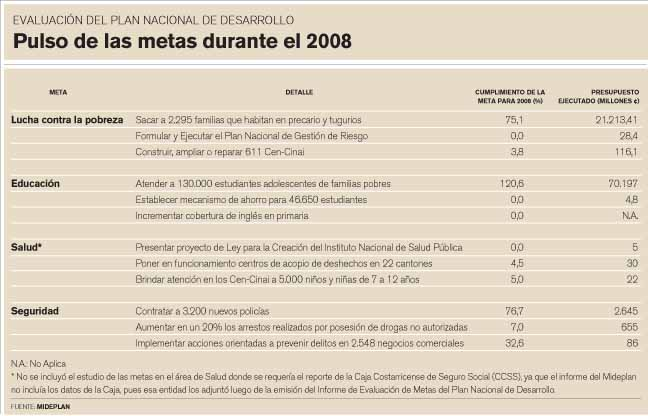 EVALUACIÓN DEL PLAN NACIONAL DE DESARROLLO
Pulso de las metas durante el 2008
META DETALLE CUMPLIMIENTO DE LA META PARA 2008 (%) PRESUPUESTO EJECUTADO (MILLONES ¢)
Lucha contra la pobreza Sacar a 2.295 familias que habitan en precario y tugurios 75,1 21.213,41
Formular y Ejecutar el Plan Nacional de Gestión de Riesgo 0,0 28,4
Construir, ampliar o reparar 611 Cen-Cinai 3,8 116,1
Educación Atender a 130.000 estudiantes adolescentes de familias pobres 120,6 70.197
Establecer mecanismo de ahorro para 46.650 estudiantes 0,0 4,8
Incrementar cobertura de inglés en primaria 0,0 N.A.
Salud* Presentar proyecto de Ley para la Creación del Instituto Nacional de Salud Pública 0,0 5
Poner en funcionamiento centros de acopio de deshechos en 22 cantones 4,5 30
Brindar atención en los Cen-Cinai a 5.000 niños y niñas de 7 a 12 años 5,0 22
Seguridad Contratar a 3.200 nuevos policías 76,7 2.645
Aumentar en un 20% los arrestos realizados por posesión de drogas no autorizadas 7,0 655
Implementar acciones orientadas a prevenir delitos en 2.548 negocios comerciales 32,6 86
N.A.: No Aplica
* No se incluyó el estudio de las metas en el área de Salud donde se requería el reporte de la Caja Costarricense de Seguro Social (CCSS), ya que el informe del Mideplan
no incluía los datos de la Caja, pues esa entidad los adjuntó luego de la emisión del Informe de Evaluación de Metas del Plan Nacional de Desarrollo.
FUENTE: MIDEPLAN